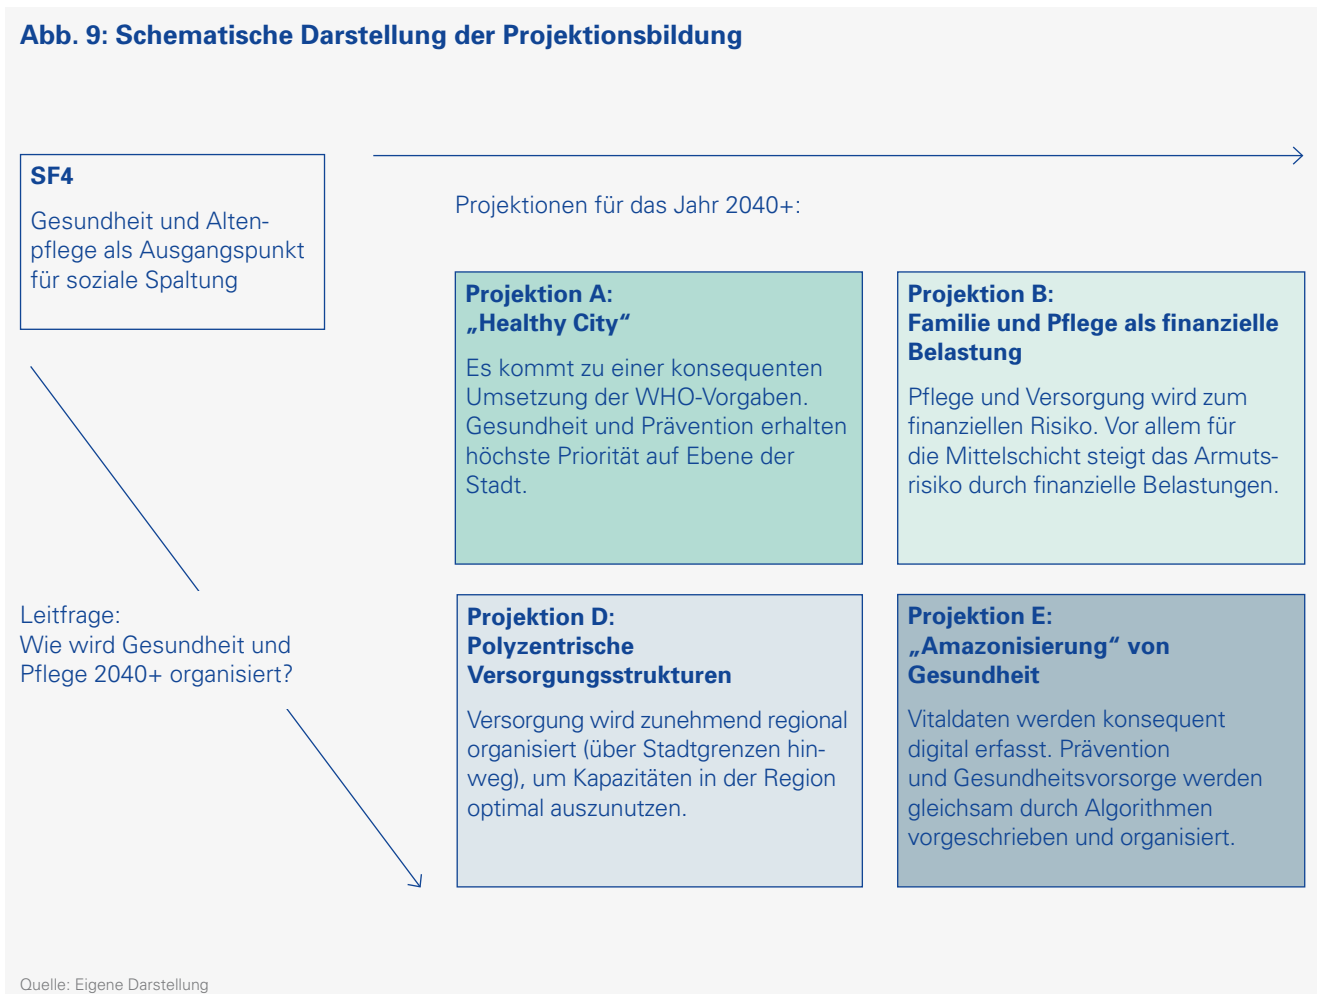 Abb. 9: Schematische Darstellung der Projektionsbildung
SF4
Gesundheit und Alten-
pflege als Ausgangspunkt
für soziale Spaltung
Projektionen für das Jahr 2040+:
Projektion A:
„Healthy City“
Es kommt zu einer konsequenten
Umsetzung der WHO-Vorgaben.
Gesundheit und Prävention erhalten
höchste Priorität auf Ebene der
Stadt.
Projektion B:
Familie und Pflege als finanzielle
Belastung
Pflege und Versorgung wird zum
finanziellen Risiko. Vor allem für
die Mittelschicht steigt das Armuts-
risiko durch finanzielle Belastungen.
Leitfrage:
Wie wird Gesundheit und
Pflege 2040+ organisiert?
Projektion D:
Polyzentrische
Versorgungsstrukturen
Versorgung wird zunehmend regional
organisiert (über Stadtgrenzen hin-
weg), um Kapazitäten in der Region
optimal auszunutzen.
Projektion E:
„Amazonisierung“ von
Gesundheit
Vitaldaten werden konsequent
digital erfasst. Prävention
und Gesundheitsvorsorge werden
gleichsam durch Algorithmen
vorgeschrieben und organisiert.
Quelle: Eigene Darstellung